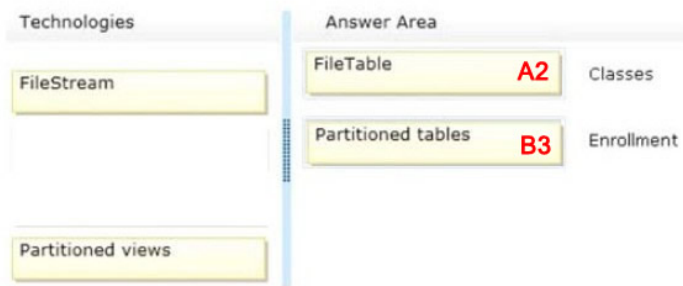 Technologies
Answer Area
FileStream
FileTable A2 Classes
Partitioned tables B3 Enrollment
Partitioned views